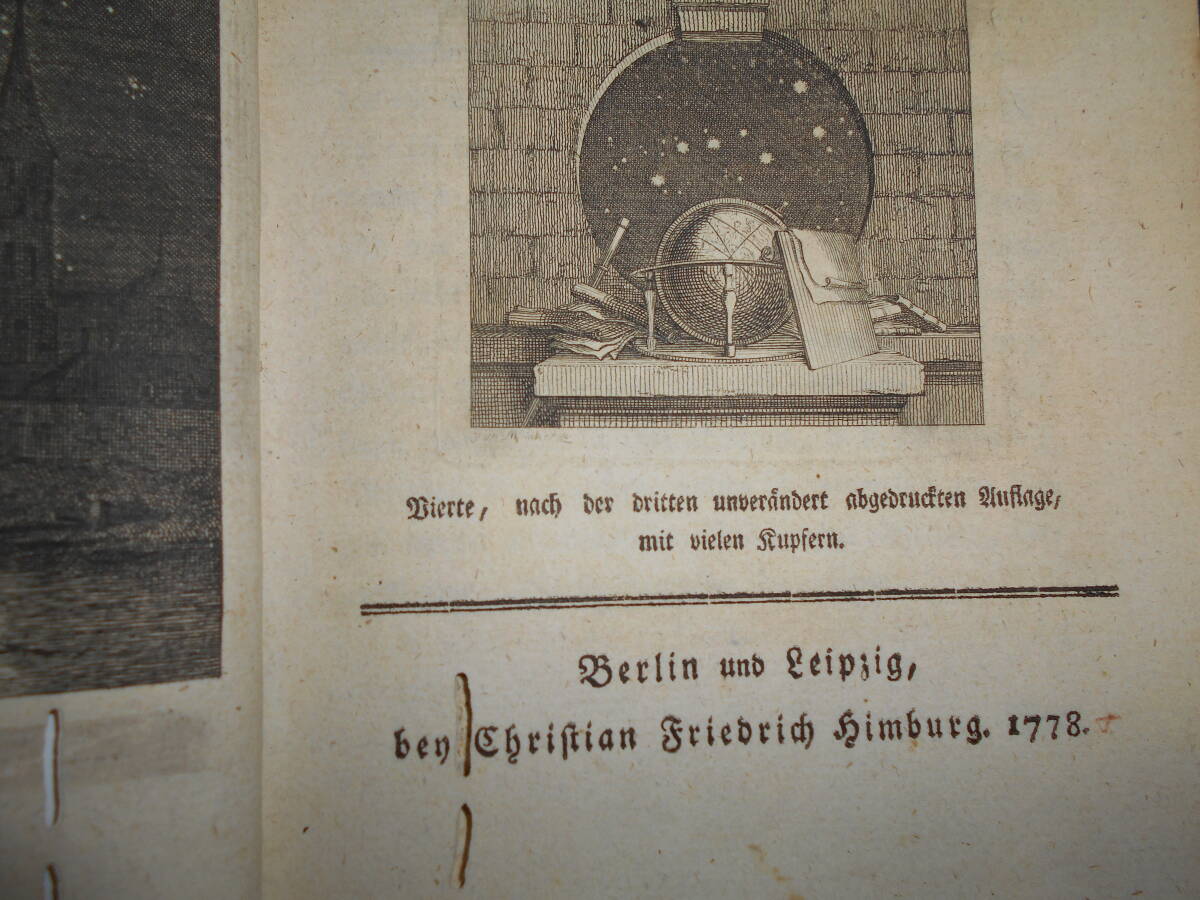 Vierte, nach der dritten unverändert abgedruckten Auflage,
mit vielen Kupfern.
Berlin und Leipzig,
bey Christian Friedrich Himburg. 1778.